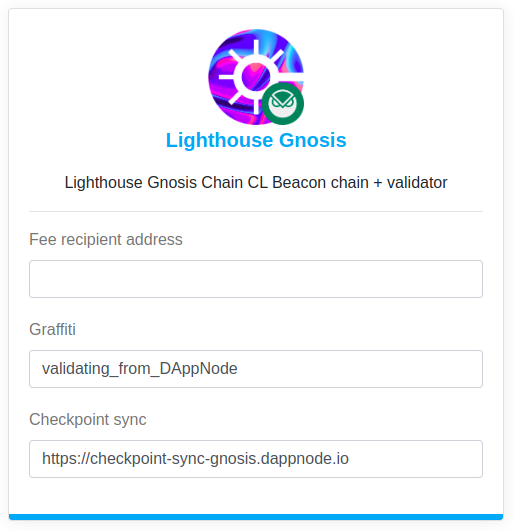 Lighthouse Gnosis
Lighthouse Gnosis Chain CL Beacon chain + validator
Fee recipient address
Graffiti
validating_from_DAppNode
Checkpoint sync
https://checkpoint-sync-gnosis.dappnode.io